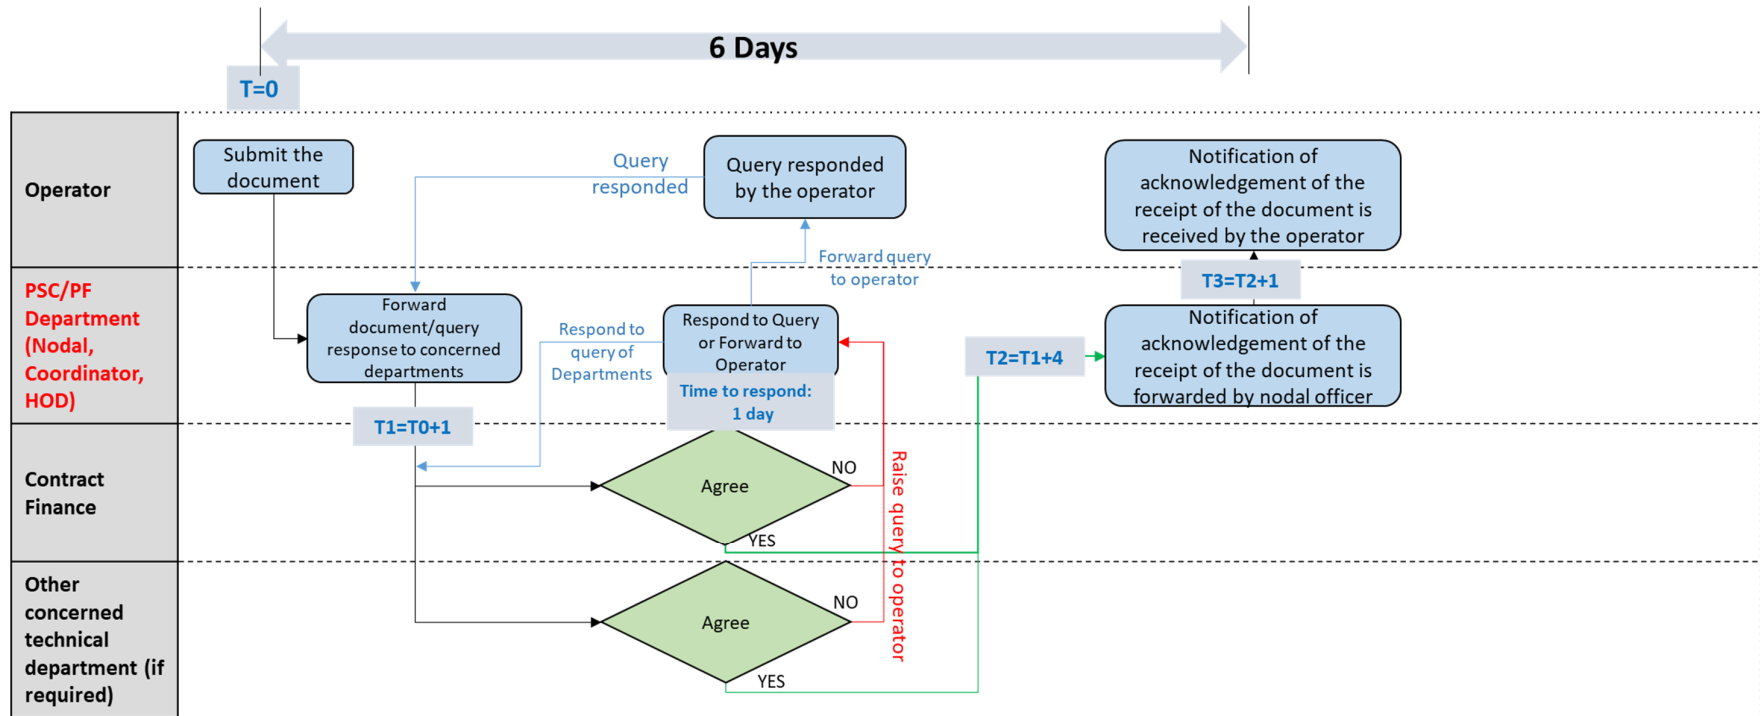 6 Days
T=0
Operator
Submit the
document
Query
responded
Query responded
by the operator
Forward query
to operator
Notification of
acknowledgement of the
receipt of the document is
received by the operator
T3=T2+1
PSC/PF
Department
(Nodal,
Coordinator,
HOD)
Forward
document/query
response to concerned
departments
T1=T0+1
Respond to
query of
Departments
Respond to Query
or Forward to
Operator
Time to respond:
1 day
T2=T1+4
Notification of
acknowledgement of the
receipt of the document is
forwarded by nodal officer
Contract
Finance
Agree
NO
YES
Raise query to operator
Other
concerned
technical
department (if
required)
Agree
NO
YES